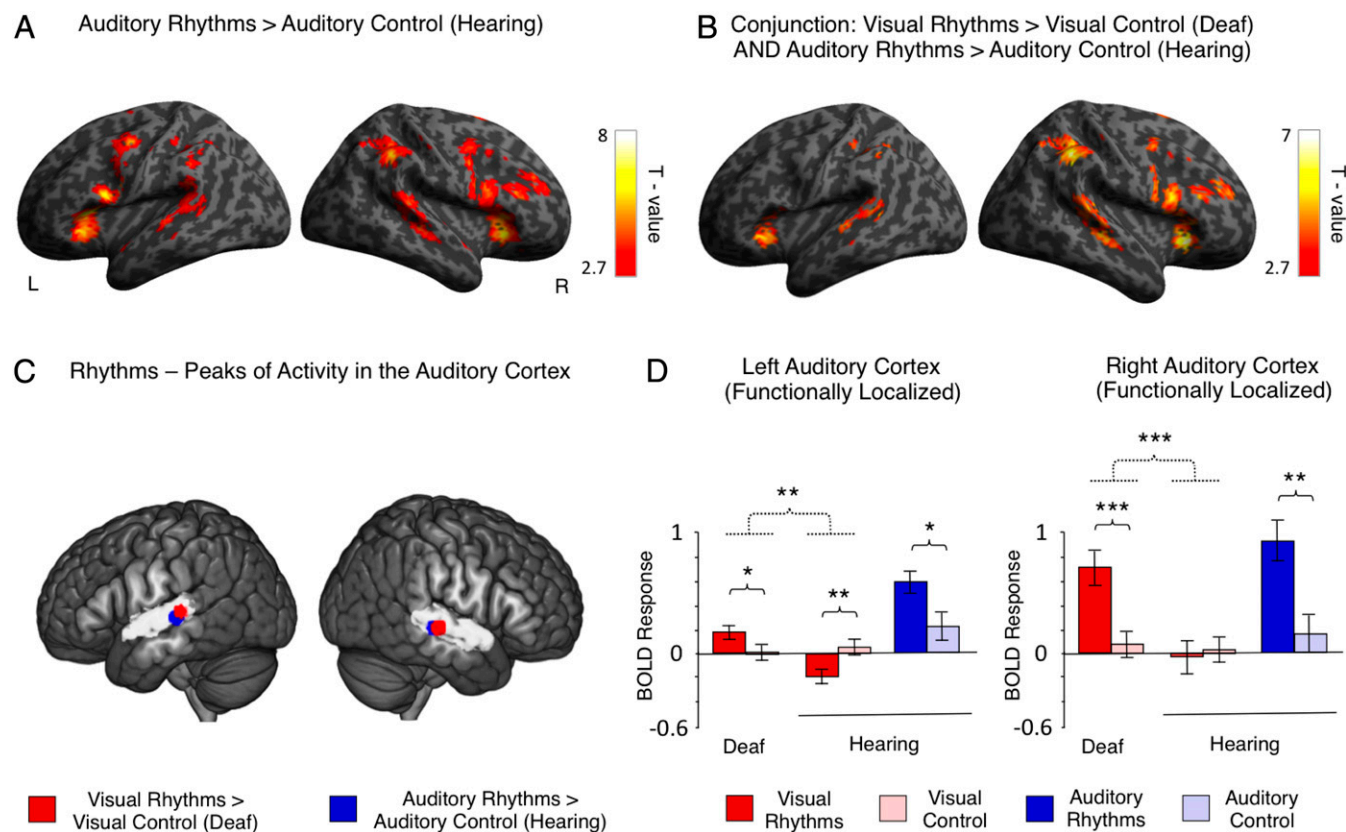 A
Auditory Rhythms > Auditory Control (Hearing)
8
T - value
2.7
L
R
B
Conjunction: Visual Rhythms > Visual Control (Deaf)
AND Auditory Rhythms > Auditory Control (Hearing)
7
T - value
2.7
C
Rhythms – Peaks of Activity in the Auditory Cortex
Visual Rhythms >
Visual Control (Deaf)
Auditory Rhythms >
Auditory Control (Hearing)
D
Left Auditory Cortex
(Functionally Localized)
BOLD Response
1
0
-0.6
**
*
**
*
Deaf
Hearing
Right Auditory Cortex
(Functionally Localized)
BOLD Response
1
0
-0.6
***
***
**
Deaf
Hearing
Visual
Rhythms
Visual
Control
Auditory
Rhythms
Auditory
Control